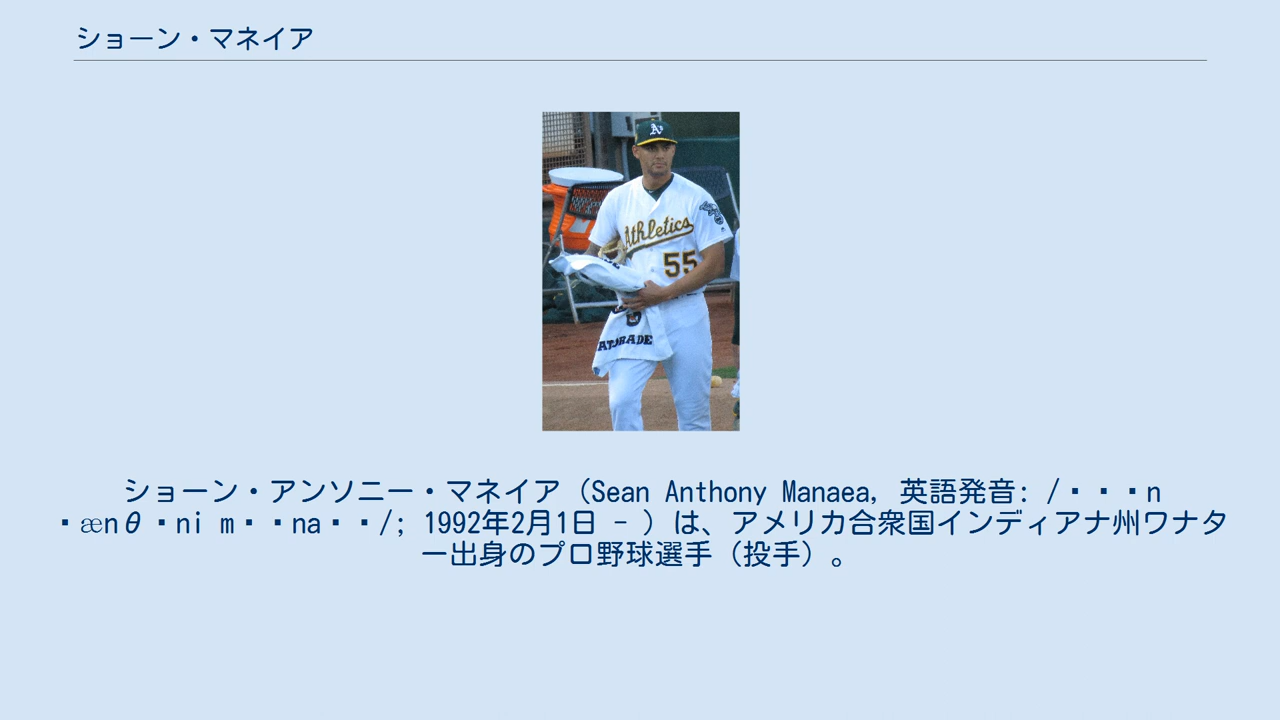 ショーン・マネイア
A's
Athletics
55
ショーン・アンソニー・マネイア（Sean Anthony Manaea, 英語発音: /▪▪▪n
▪ænθ▪ni m▪▪na▪▪/; 1992年2月1日 - ）は、アメリカ合衆国インディアナ州ワナタ
ー出身のプロ野球選手（投手）。